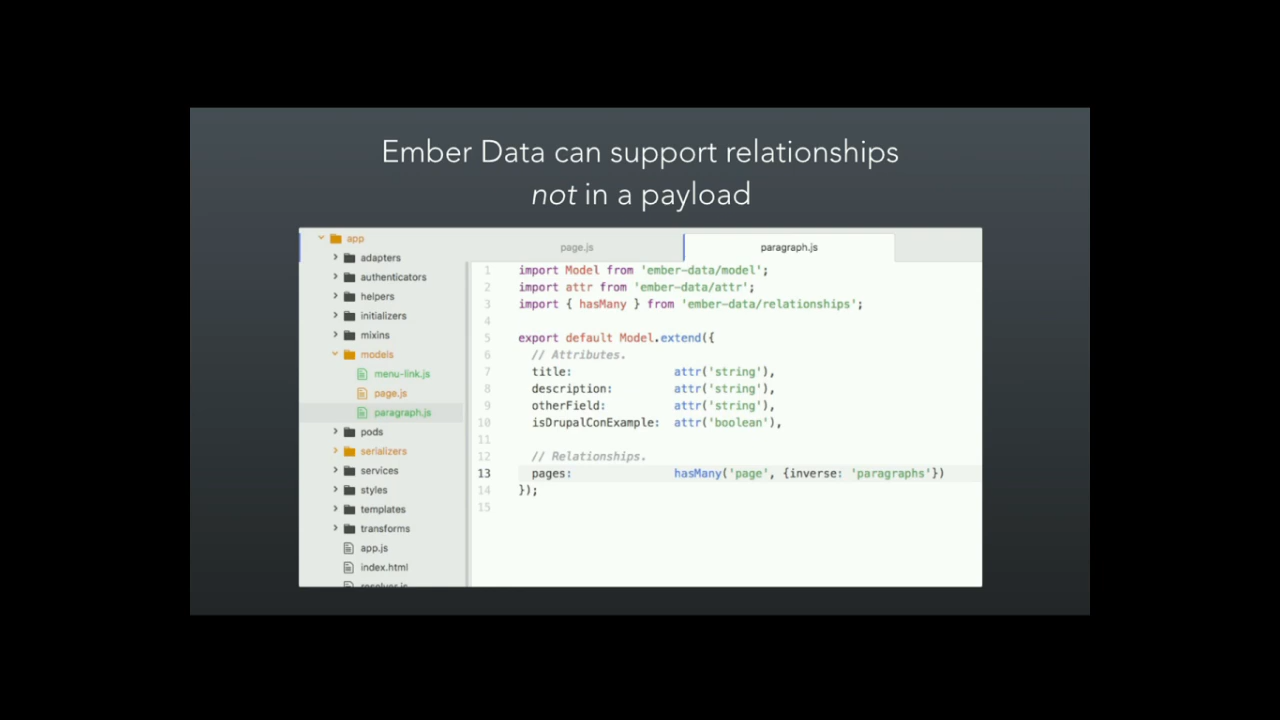 Ember Data can support relationships
not in a payload
app
adapters
authenticators
helpers
initializers
mixins
models
menu-link.js
page.js
paragraph.js
pods
serializers
services
styles
templates
transforms
app.js
index.html
resolver.js
page.js
paragraph.js
1 import Model from 'ember-data/model';
2 import attr from 'ember-data/attr';
3 import { hasMany } from 'ember-data/relationships';
4
5 export default Model.extend({
6 // Attributes.
7 title: attr('string'),
8 description: attr('string'),
9 otherField: attr('string'),
10 isDrupalConExample: attr('boolean'),
11
12 // Relationships.
13 pages: hasMany('page', {inverse: 'paragraphs'})
14 });
15